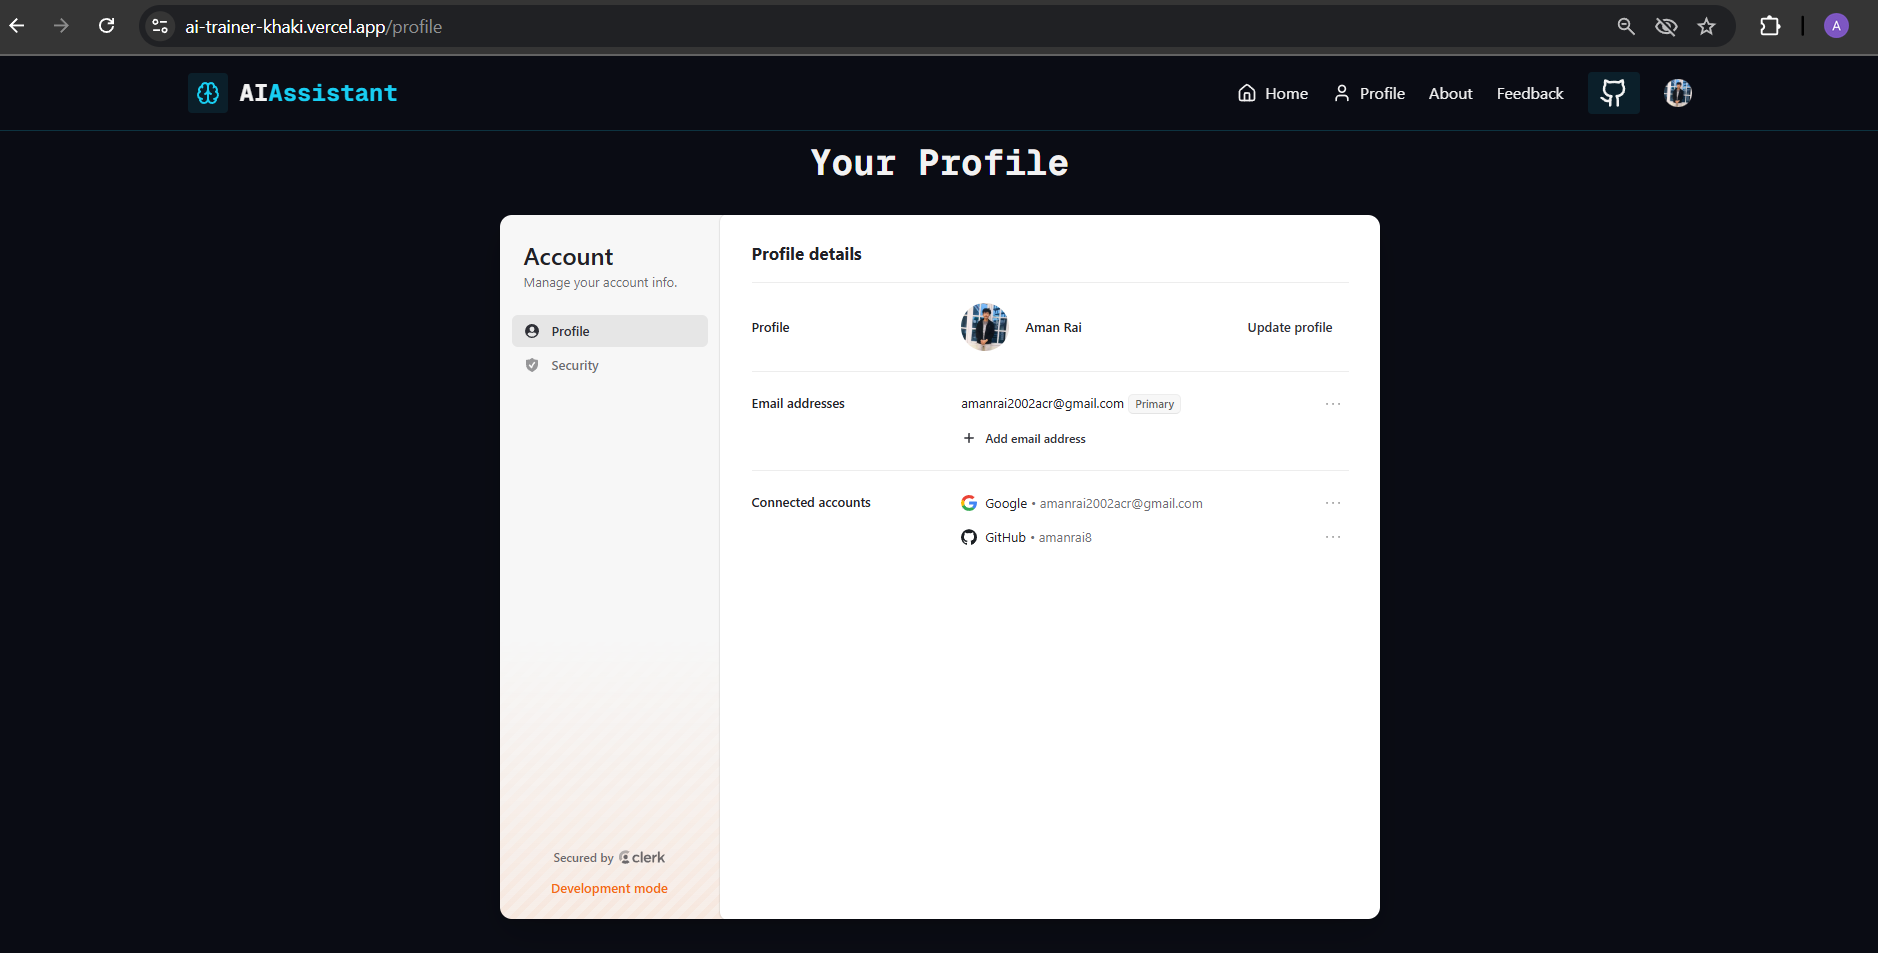 ai-trainer-khaki.vercel.app/profile
A
AIAssistant
Home Profile About Feedback
Your Profile
Account
Manage your account info.
Profile
Security
Secured by clerk
Development mode
Profile details
Profile Aman Rai Update profile
Email addresses amanrai2002acr@gmail.com Primary
Add email address
Connected accounts Google • amanrai2002acr@gmail.com
GitHub • amanrai8